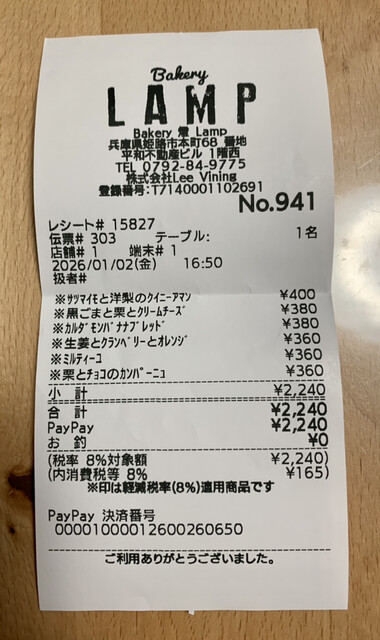 Bakery
LAMP
Bakery 燈 Lamp
兵庫県姫路市本町68 番地
平和不動産ビル 1階西
TEL 0792-84-9775
株式会社Lee Vining
登録番号:T7140001102691
No.941
レシート# 15827
伝票# 303 テーブル: 1名
店舗# 1 端末# 1
2026/01/02(金) 16:50
扱者#
※ｻﾂﾏｲﾓと洋梨のｸｲﾆｰｱﾏﾝ ¥400
※黒ごまと栗とｸﾘｰﾑﾁｰｽﾞ ¥380
※ｶﾙﾀﾞﾓﾝﾊﾞﾅﾅﾌﾞﾚｯﾄﾞ ¥380
※生姜とｸﾗﾝﾍﾞﾘｰとｵﾚﾝｼﾞ ¥360
※ﾐﾙﾃｨｰｺ ¥360
※栗とﾁｮｺのｶﾝﾊﾟｰﾆｭ ¥360
小 計 ¥2,240
合 計 ¥2,240
PayPay ¥2,240
お 釣 ¥0
(税率 8%対象額 ¥2,240)
(内消費税等 8% ¥165)
※印は軽減税率(8%)適用商品です
PayPay 決済番号
00001000012600260650
ご利用ありがとうございました。